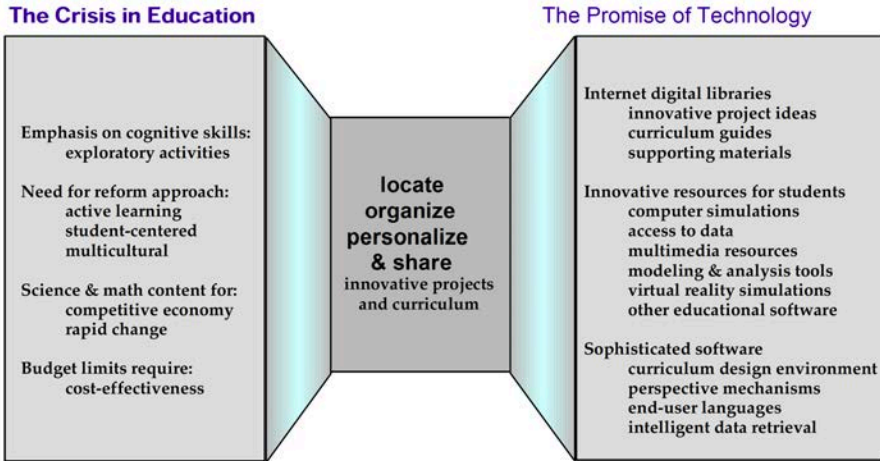 The Crisis in Education
Emphasis on cognitive skills:
exploratory activities
Need for reform approach:
active learning
student-centered
multicultural
Science & math content for:
competitive economy
rapid change
Budget limits require:
cost-effectiveness
locate
organize
personalize
& share
innovative projects
and curriculum
The Promise of Technology
Internet digital libraries
innovative project ideas
curriculum guides
supporting materials
Innovative resources for students
computer simulations
access to data
multimedia resources
modeling & analysis tools
virtual reality simulations
other educational software
Sophisticated software
curriculum design environment
perspective mechanisms
end-user languages
intelligent data retrieval